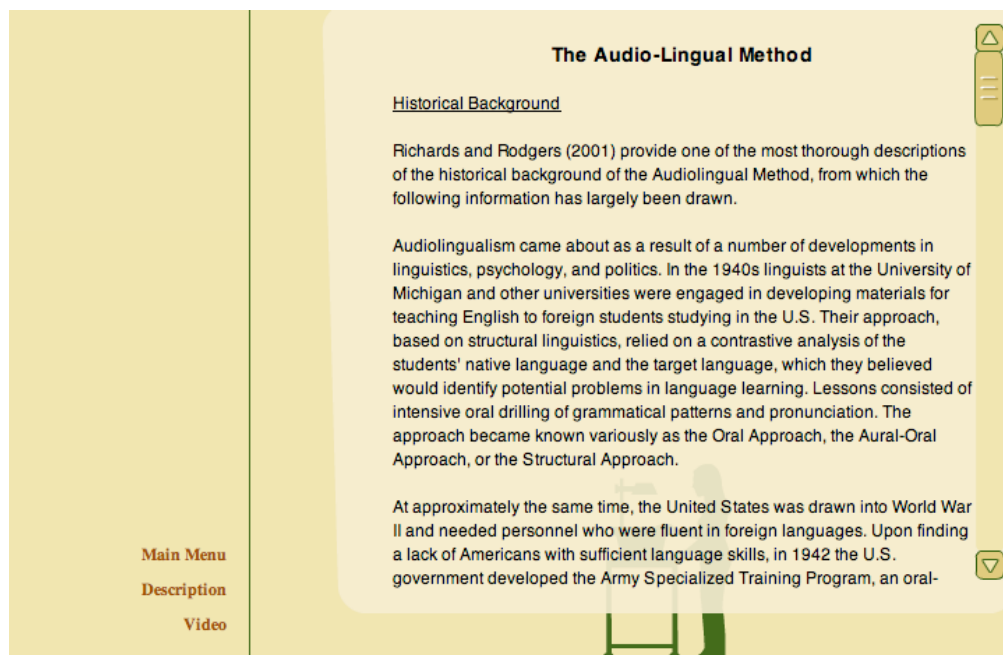 The Audio-Lingual Method
Historical Background
Richards and Rodgers (2001) provide one of the most thorough descriptions
of the historical background of the Audiolingual Method, from which the
following information has largely been drawn.
Audiolingualism came about as a result of a number of developments in
linguistics, psychology, and politics. In the 1940s linguists at the University of
Michigan and other universities were engaged in developing materials for
teaching English to foreign students studying in the U.S. Their approach,
based on structural linguistics, relied on a contrastive analysis of the
students' native language and the target language, which they believed
would identify potential problems in language learning. Lessons consisted of
intensive oral drilling of grammatical patterns and pronunciation. The
approach became known variously as the Oral Approach, the Aural-Oral
Approach, or the Structural Approach.
At approximately the same time, the United States was drawn into World War
II and needed personnel who were fluent in foreign languages. Upon finding
a lack of Americans with sufficient language skills, in 1942 the U.S.
government developed the Army Specialized Training Program, an oral-
Main Menu
Description
Video